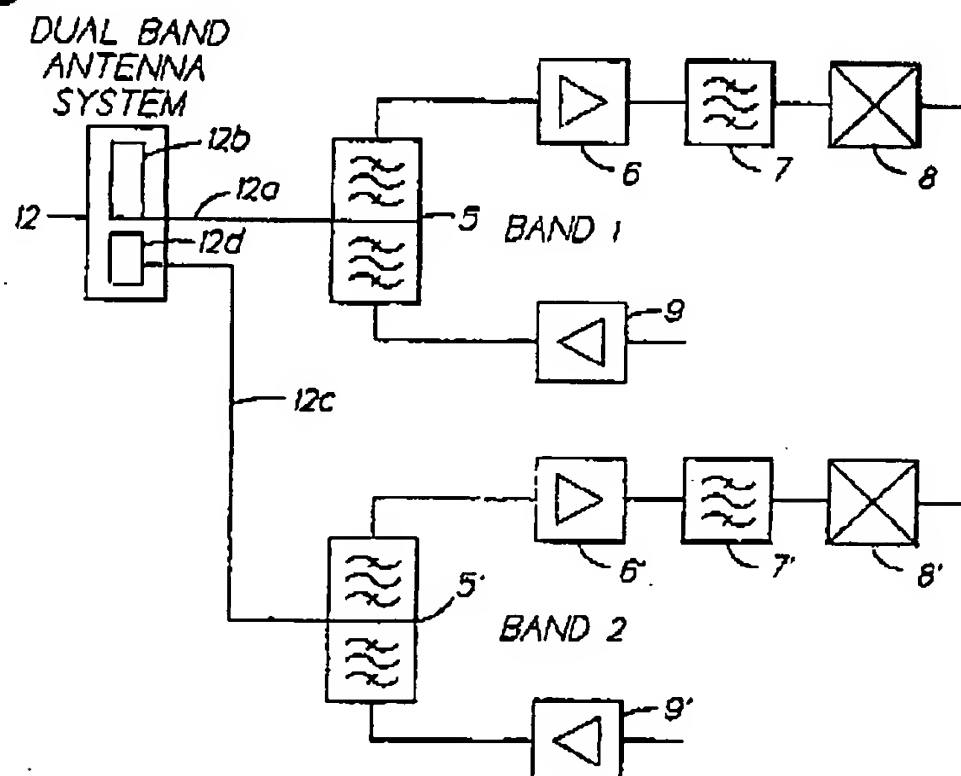 DUAL BAND
ANTENNA
SYSTEM
12b
12a
12
12d
6
7
8
5
BAND 1
9
12c
6'
7'
8'
5'
BAND 2
9'